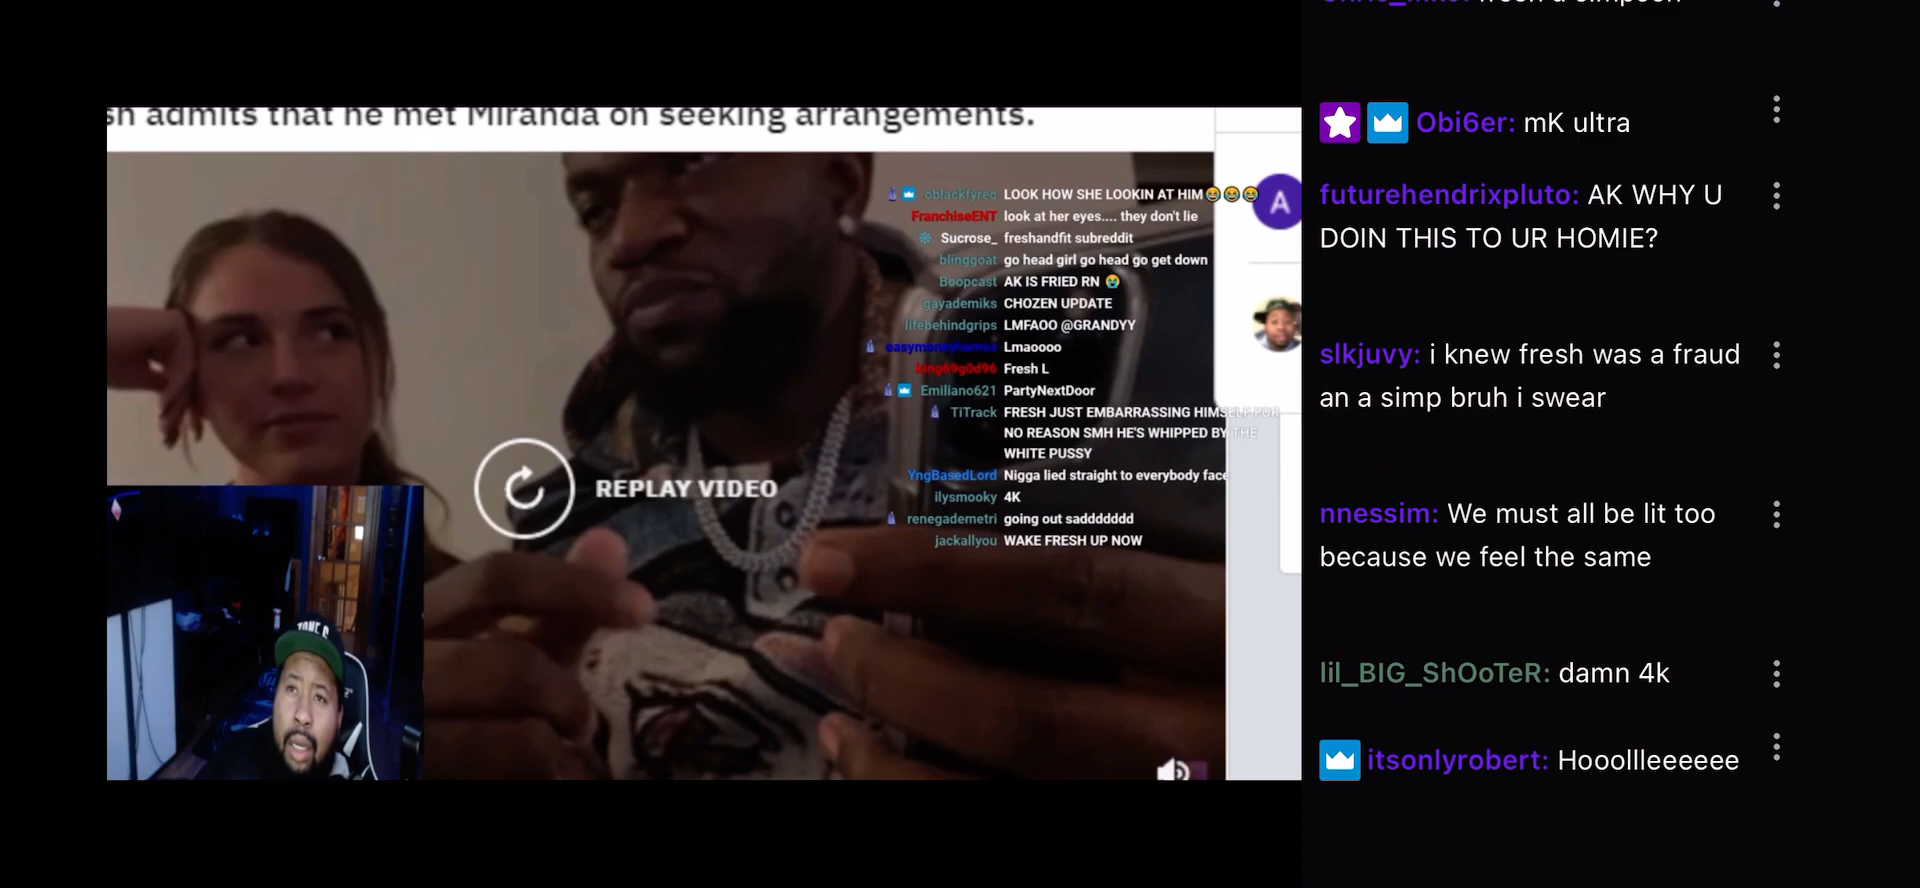 sh admits that he met Miranda on seeking arrangements.
oblackfyreo LOOK HOW SHE LOOKIN AT HIM😂😂😂
FranchiseENT look at her eyes.... they don't lie
Sucrose_ freshandfit subreddit
blinggoat go head girl go head go get down
Boopcast AK IS FRIED RN 😭
gayademiks CHOZEN UPDATE
lifebehindgrips LMFAOO @GRANDYY
Lmaoooo
king69g0d96 Fresh L
Emiliano621 PartyNextDoor
TiTrack FRESH JUST EMBARRASSING HIMSELF FOR
NO REASON SMH HE'S WHIPPED BY THE
WHITE PUSSY
YngBasedLord Nigga lied straight to everybody face
ilysmooky 4K
renegademetri going out saddddddd
jackallyou WAKE FRESH UP NOW
REPLAY VIDEO
A
ZONE 6
Obi6er: mK ultra
futurehendrixpluto: AK WHY U
DOIN THIS TO UR HOMIE?
slkjuvy: i knew fresh was a fraud
an a simp bruh i swear
nnessim: We must all be lit too
because we feel the same
lil_BIG_ShOoTeR: damn 4k
itsonlyrobert: Hooollleeeeee